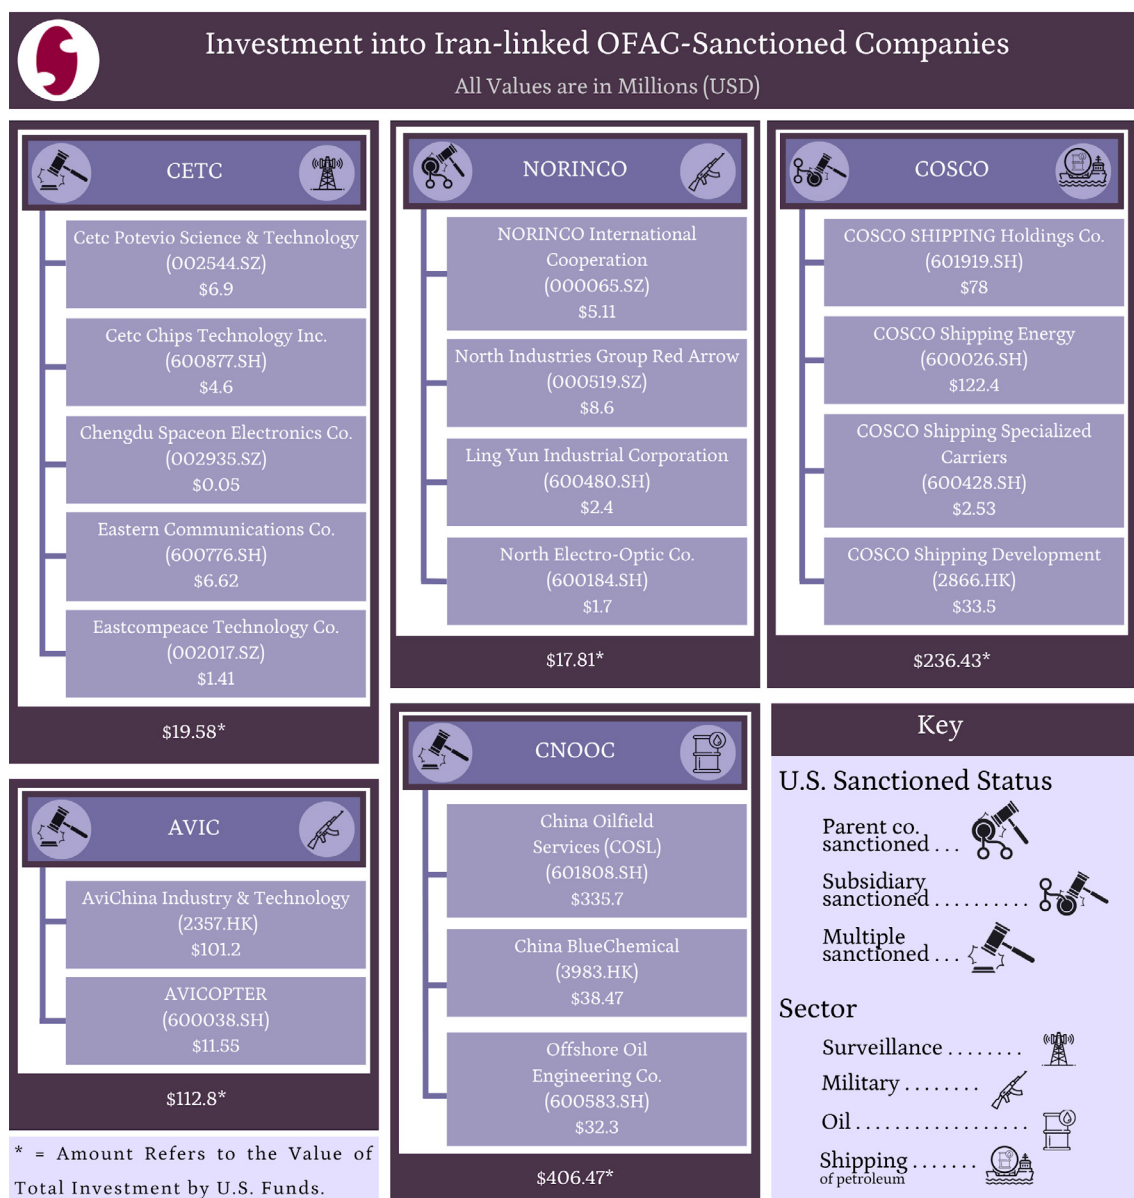 Investment into Iran-linked OFAC-Sanctioned Companies
All Values are in Millions (USD)
CETC
Cetc Potevio Science & Technology
(002544.SZ)
$6.9
Cetc Chips Technology Inc.
(600877.SH)
$4.6
Chengdu Spaceon Electronics Co.
(002935.SZ)
$0.05
Eastern Communications Co.
(600776.SH)
$6.62
Eastcompeace Technology Co.
(002017.SZ)
$1.41
$19.58*
NORINCO
NORINCO International
Cooperation
(000065.SZ)
$5.11
North Industries Group Red Arrow
(000519.SZ)
$8.6
Ling Yun Industrial Corporation
(600480.SH)
$2.4
North Electro-Optic Co.
(600184.SH)
$1.7
$17.81*
COSCO
COSCO SHIPPING Holdings Co.
(601919.SH)
$78
COSCO Shipping Energy
(600026.SH)
$122.4
COSCO Shipping Specialized
Carriers
(600428.SH)
$2.53
COSCO Shipping Development
(2866.HK)
$33.5
$236.43*
AVIC
AviChina Industry & Technology
(2357.HK)
$101.2
AVICOPTER
(600038.SH)
$11.55
$112.8*
* = Amount Refers to the Value of
Total Investment by U.S. Funds.
CNOOC
China Oilfield
Services (COSL)
(601808.SH)
$335.7
China BlueChemical
(3983.HK)
$38.47
Offshore Oil
Engineering Co.
(600583.SH)
$32.3
$406.47*
Key
U.S. Sanctioned Status
Parent co.
sanctioned . . .
Subsidiary
sanctioned . . . . . . . . . .
Multiple
sanctioned . . .
Sector
Surveillance . . . . . . . .
Military . . . . . . . .
Oil . . . . . . . . . . . . . . . . . .
Shipping . . . . . . .
of petroleum